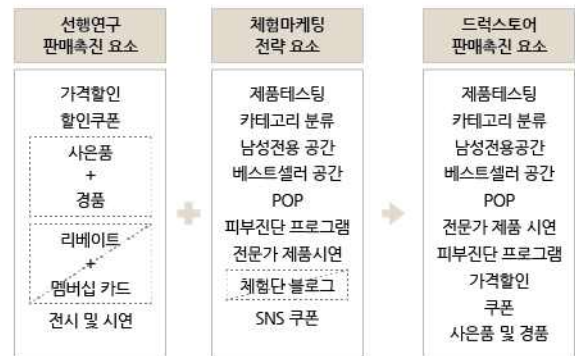 선행연구
판매촉진 요소
가격할인
할인쿠폰
사은품
+
경품
리베이트
+
멤버십 카드
전시 및 시연
체험마케팅
전략 요소
제품테스팅
카테고리 분류
남성전용 공간
베스트셀러 공간
POP
피부진단 프로그램
전문가 제품시연
체험단 블로그
SNS 쿠폰
드럭스토어
판매촉진 요소
제품테스팅
카테고리 분류
남성전용공간
베스트셀러 공간
POP
전문가 제품 시연
피부진단 프로그램
가격할인
쿠폰
사은품 및 경품